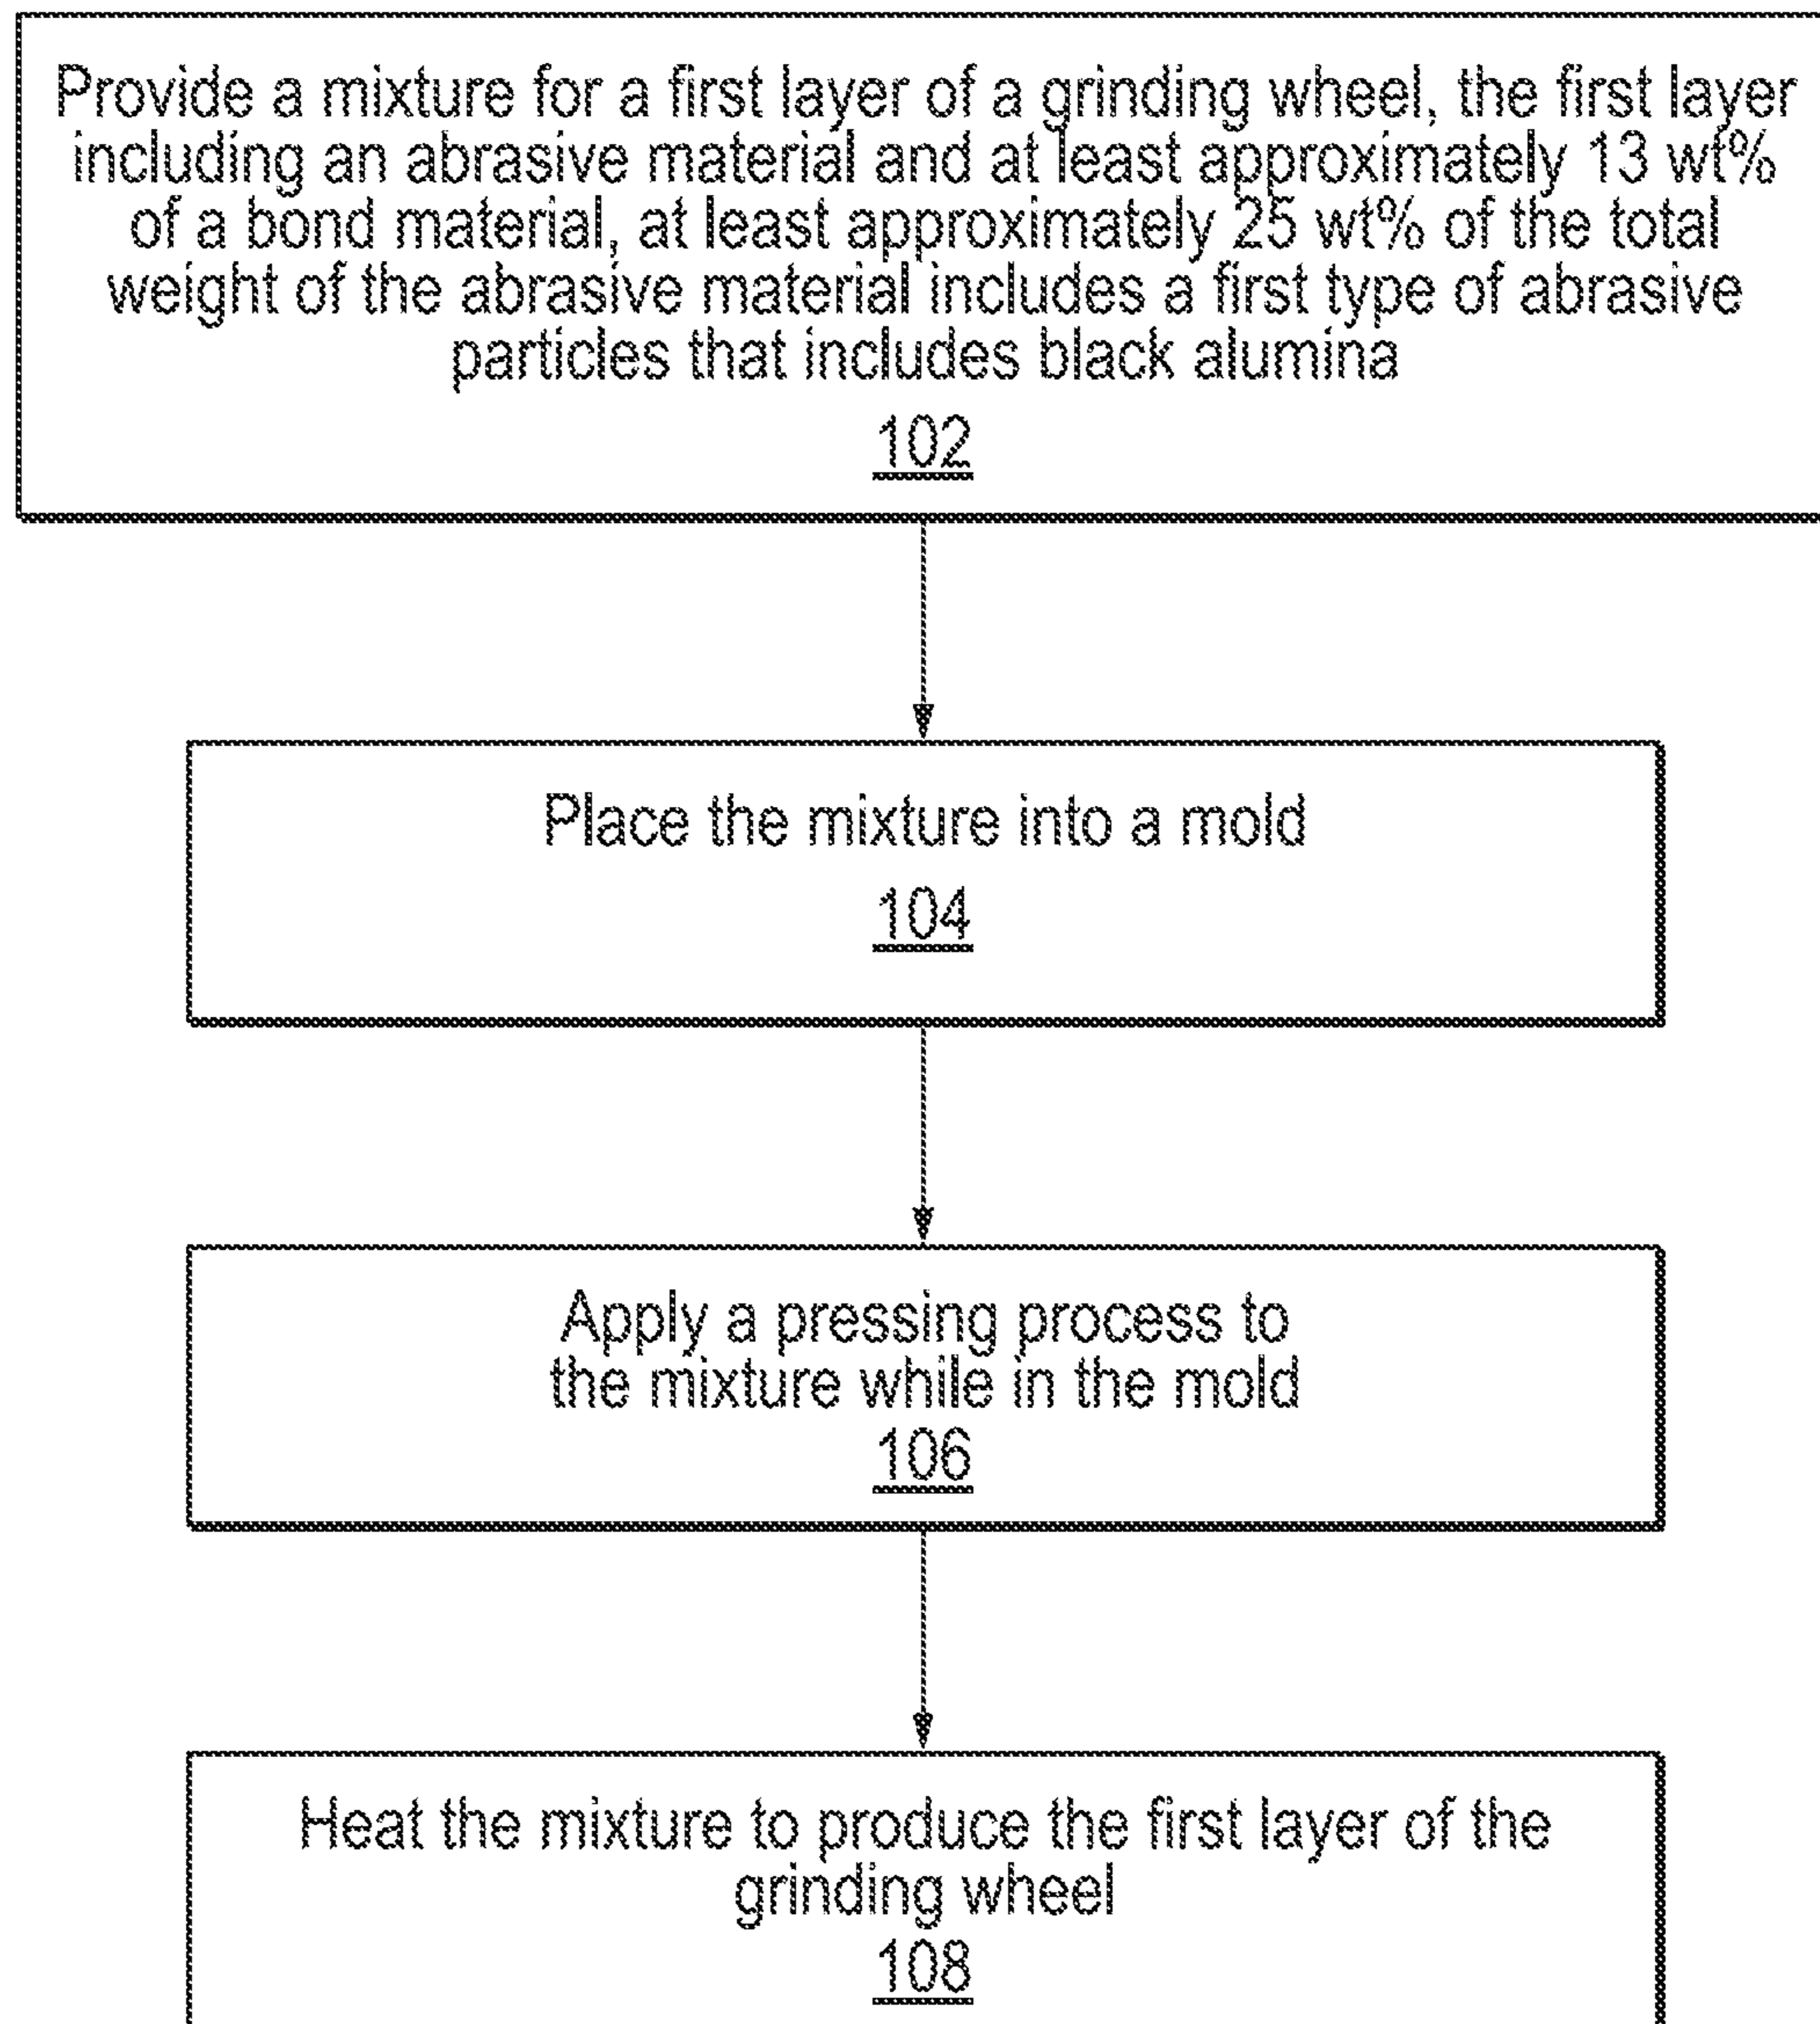 Provide a mixture for a first layer of a grinding wheel, the first layer
including an abrasive material and at least approximately 13 wt%
of a bond material, at least approximately 25 wt% of the total
weight of the abrasive material includes a first type of abrasive
particles that includes black alumina
102
Place the mixture into a mold
104
Apply a pressing process to
the mixture while in the mold
106
Heat the mixture to produce the first layer of the
grinding wheel
108